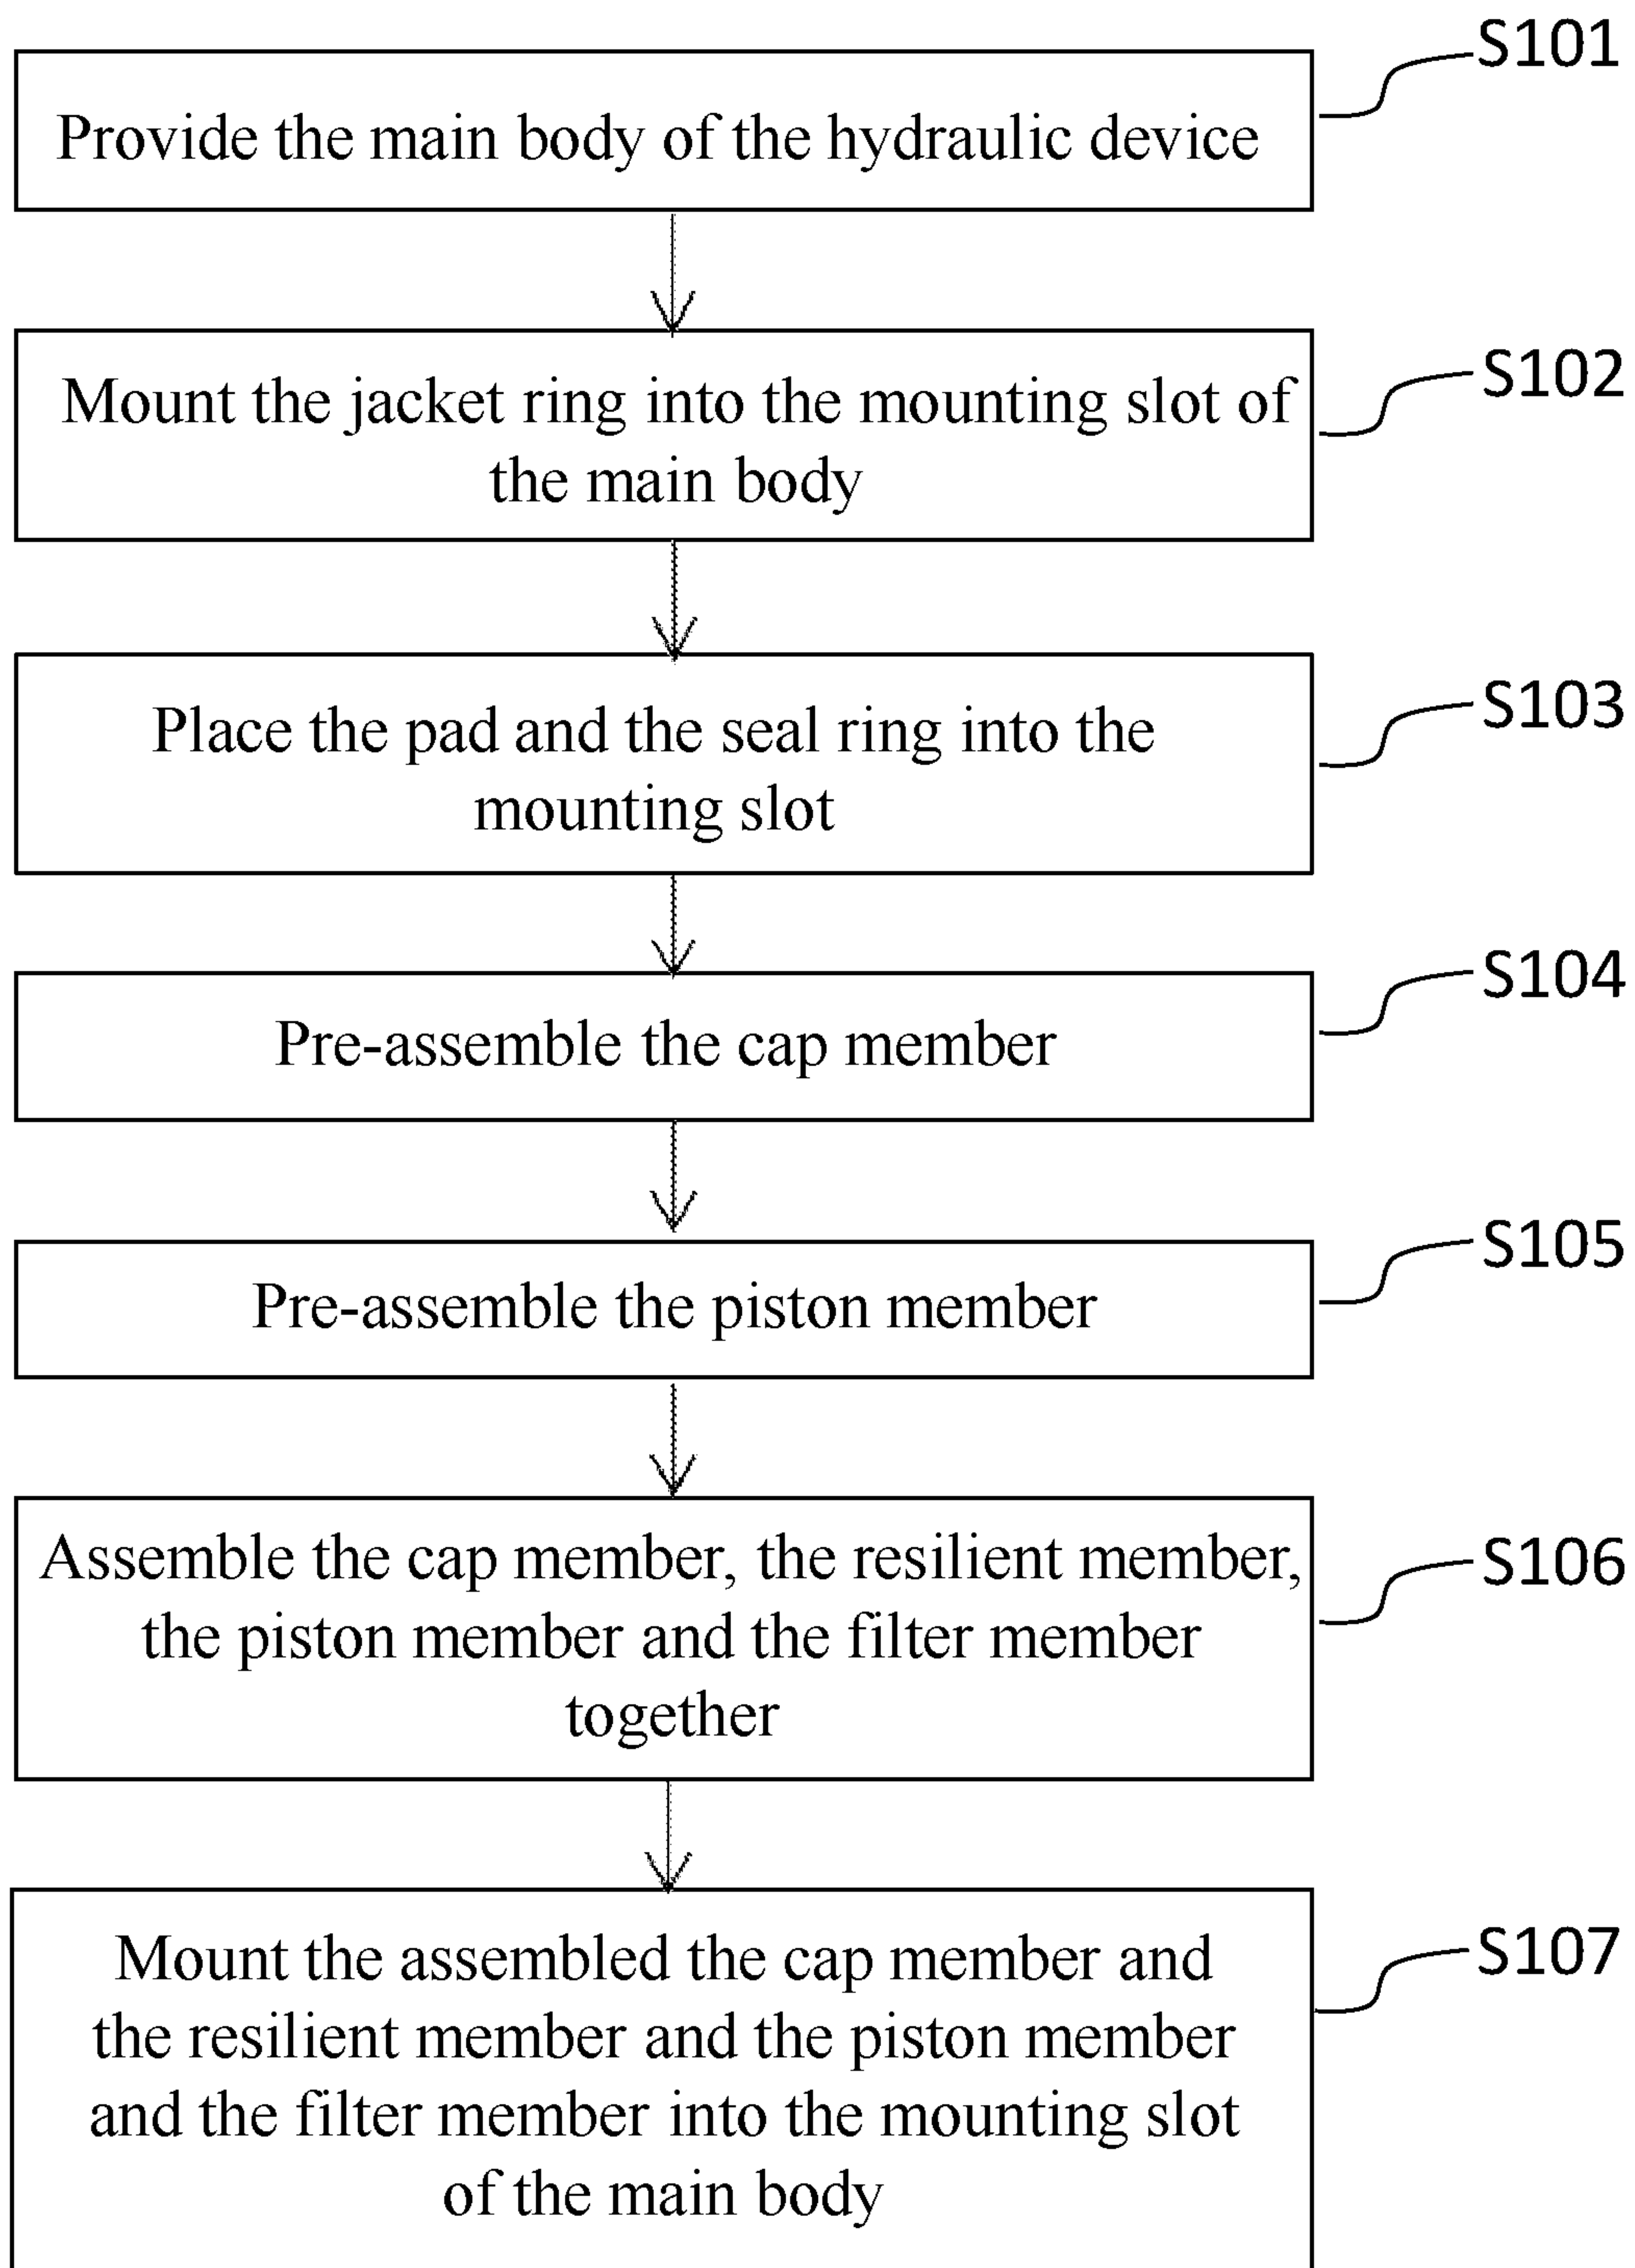 S101
Provide the main body of the hydraulic device
S102
Mount the jacket ring into the mounting slot of
the main body
S103
Place the pad and the seal ring into the
mounting slot
S104
Pre-assemble the cap member
S105
Pre-assemble the piston member
S106
Assemble the cap member, the resilient member,
the piston member and the filter member
together
S107
Mount the assembled the cap member and
the resilient member and the piston member
and the filter member into the mounting slot
of the main body